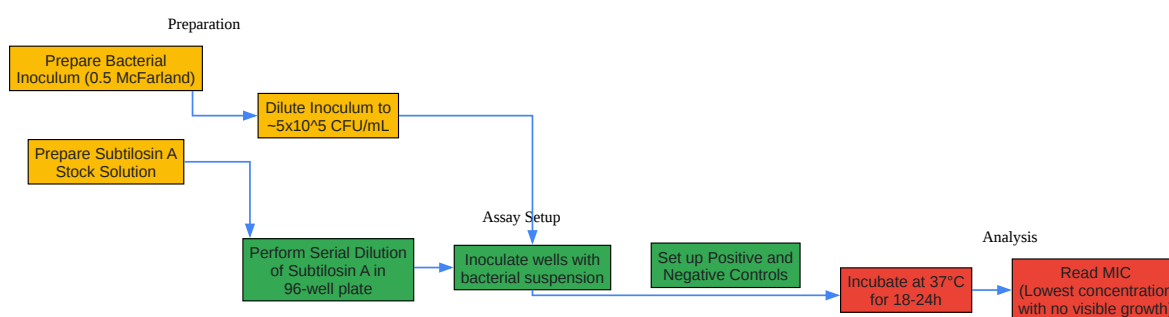 Preparation
Prepare Bacterial
Inoculum (0.5 McFarland)
Dilute Inoculum to
~5x10^5 CFU/mL
Prepare Subtilosin A
Stock Solution
Assay Setup
Perform Serial Dilution
of Subtilosin A in
96-well plate
Inoculate wells with
bacterial suspension
Set up Positive and
Negative Controls
Analysis
Incubate at 37°C
for 18-24h
Read MIC
(Lowest concentration
with no visible growth)